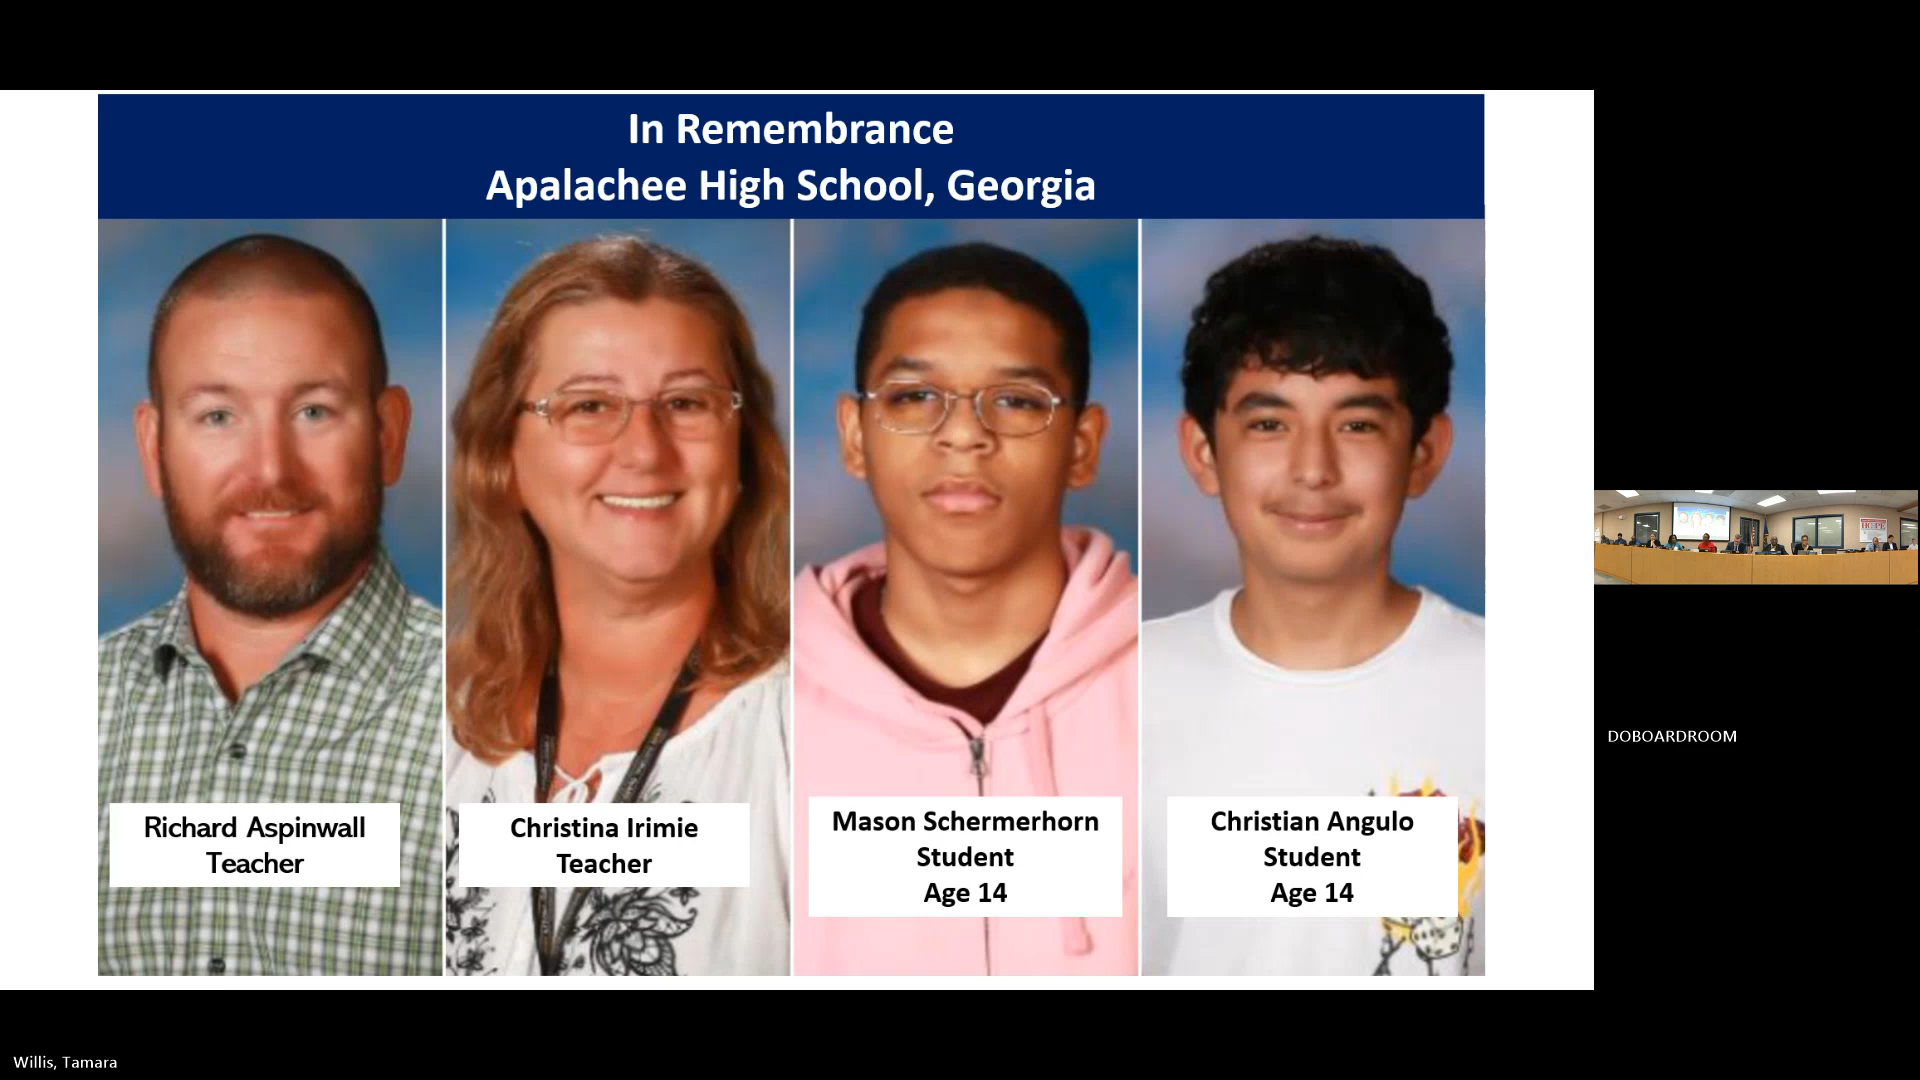 In Remembrance
Apalachee High School, Georgia
Richard Aspinwall
Teacher
Christina Irimie
Teacher
Mason Schermerhorn
Student
Age 14
Christian Angulo
Student
Age 14
HOPE
DOBOARDROOM
Willis, Tamara